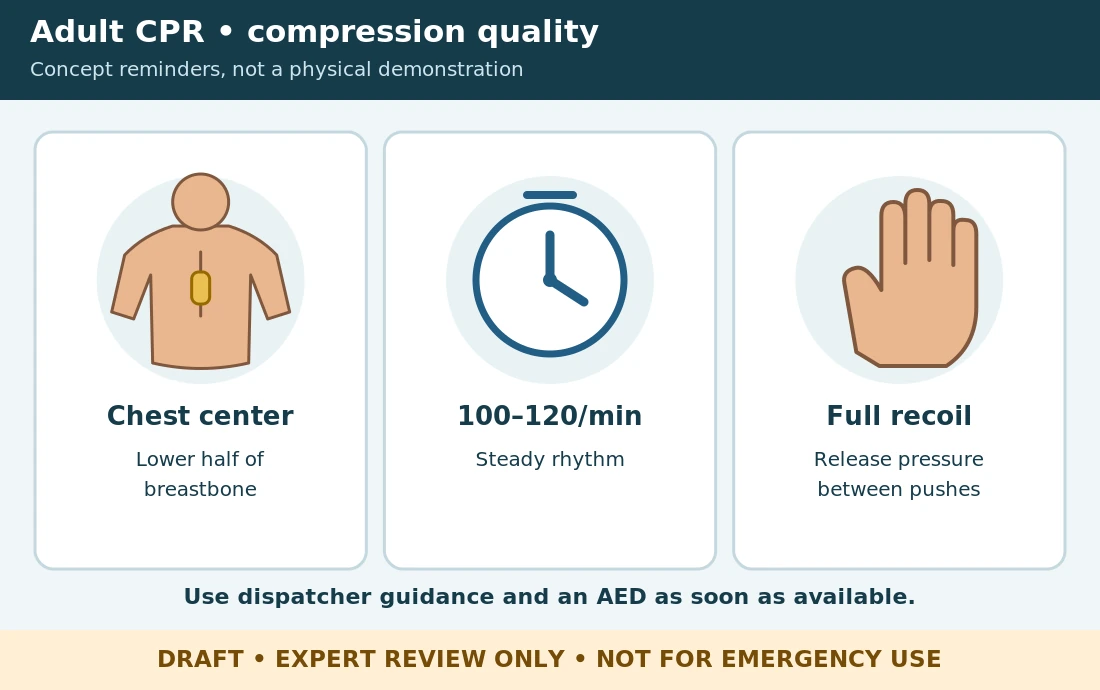 Adult CPR • compression quality
Concept reminders, not a physical demonstration
Chest center
Lower half of
breastbone
100–120/min
Steady rhythm
Full recoil
Release pressure
between pushes
Use dispatcher guidance and an AED as soon as available.
DRAFT • EXPERT REVIEW ONLY • NOT FOR EMERGENCY USE